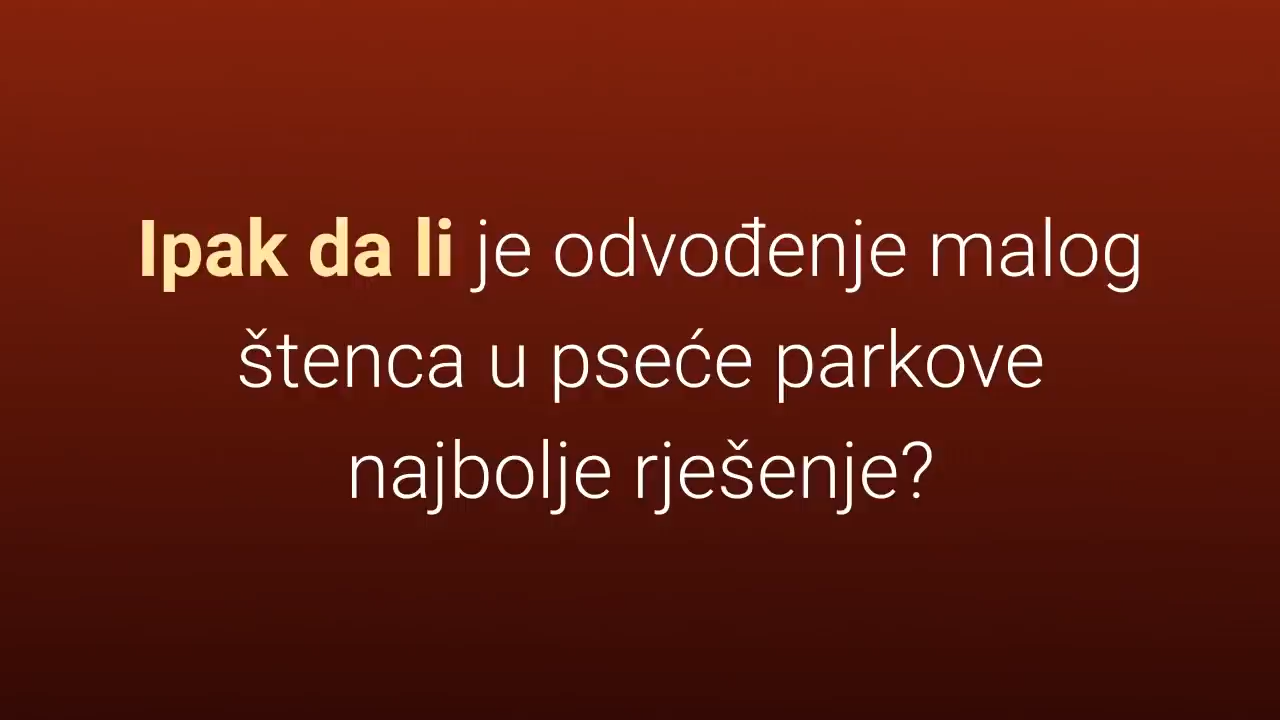 Ipak da li je odvođenje malog
štenca u pseće parkove
najbolje rješenje?